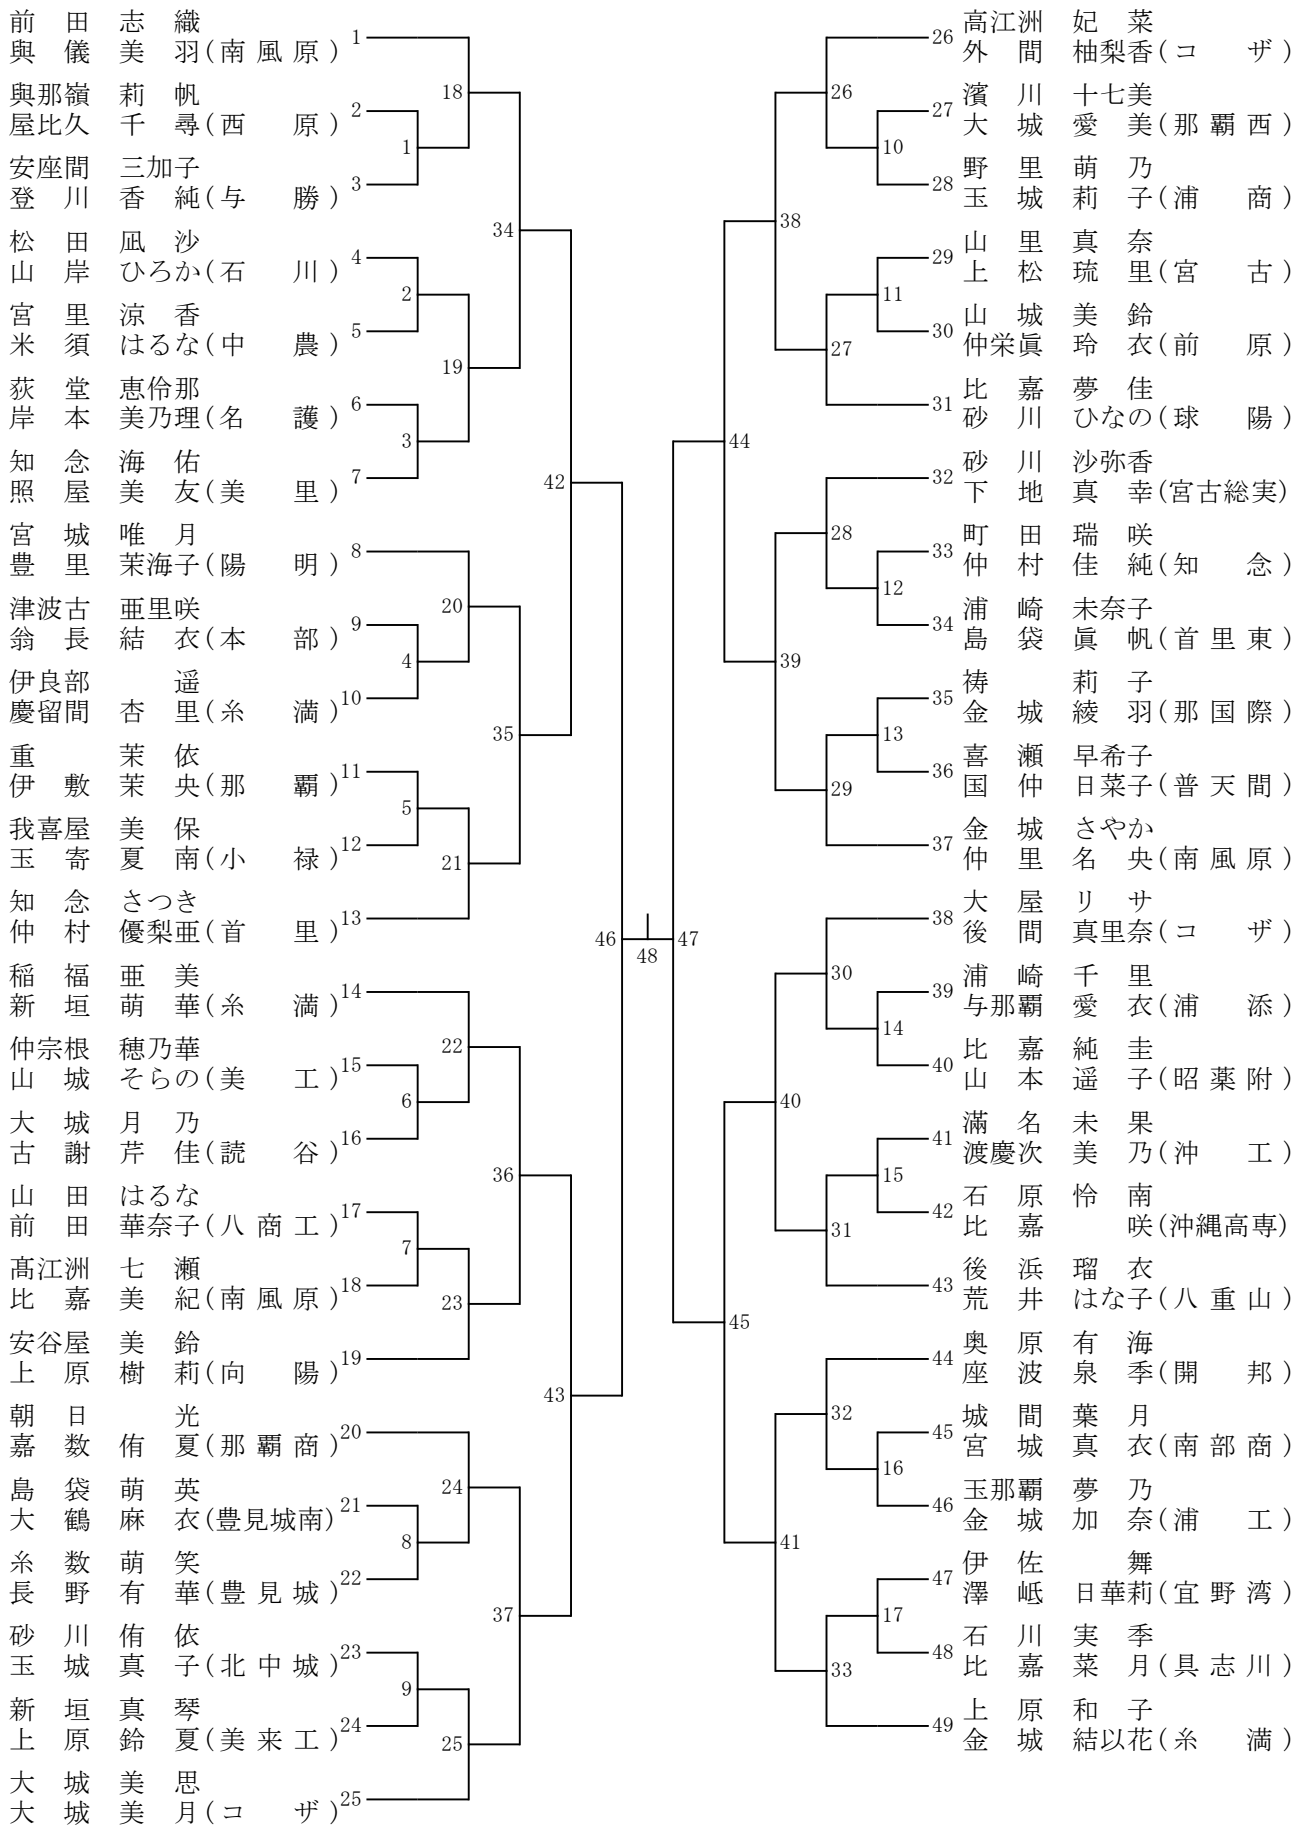 前田志織
與儀美羽(南風原) 1
與那嶺莉帆
屋比久千尋(西原) 2
安座間三加子
登川香純(与勝) 3
松田凪沙
山岸ひろか(石川) 4
宮里涼香
米須はるな(中農) 5
荻堂恵伶那
岸本美乃理(名護) 6
知念海佑
照屋美友(美里) 7
宮城唯月
豊里茉海子(陽明) 8
津波古亜里咲
翁長結衣(本部) 9
伊良部遥
慶留間杏里(糸満) 10
重茉依
伊敷茉央(那覇) 11
我喜屋美保
玉寄夏南(小禄) 12
知念さつき
仲村優梨亜(首里) 13
稲福亜美
新垣萌華(糸満) 14
仲宗根穂乃華
山城そらの(美工) 15
大城月乃
古謝芹佳(読谷) 16
山田はるな
前田華奈子(八商工) 17
髙江洲七瀬
比嘉美紀(南風原) 18
安谷屋美鈴
上原樹莉(向陽) 19
朝日光
嘉数侑夏(那覇商) 20
島袋萌英
大鶴麻衣(豊見城南) 21
糸数萌笑
長野有華(豊見城) 22
砂川侑依
玉城真子(北中城) 23
新垣真琴
上原鈴夏(美来工) 24
大城美思
大城美月(コザ) 25
1
2
3
4
5
6
7
8
9
18
19
20
21
22
23
24
25
34
35
36
37
42
43
46
48
47
44
45
38
39
40
41
26
27
28
29
30
31
32
33
10
11
12
13
14
15
16
17
高江洲妃菜
26 外間柚梨香(コザ)
濱川十七美
27 大城愛美(那覇西)
野里萌乃
28 玉城莉子(浦商)
山里真奈
29 上松琉里(宮古)
山城美鈴
30 仲栄眞玲衣(前原)
比嘉夢佳
31 砂川ひなの(球陽)
砂川沙弥香
32 下地真幸(宮古総実)
町田瑞咲
33 仲村佳純(知念)
浦崎未奈子
34 島袋眞帆(首里東)
祷莉子
35 金城綾羽(那国際)
喜瀬早希子
36 国仲日菜子(普天間)
金城さやか
37 仲里名央(南風原)
大屋リサ
38 後間真里奈(コザ)
浦崎千里
39 与那覇愛衣(浦添)
比嘉純圭
40 山本遥子(昭薬附)
滿名未果
41 渡慶次美乃(沖工)
石原怜南
42 比嘉咲(沖縄高専)
後浜瑠衣
43 荒井はな子(八重山)
奥原有海
44 座波泉季(開邦)
城間葉月
45 宮城真衣(南部商)
玉那覇夢乃
46 金城加奈(浦工)
伊佐舞
47 澤岻日華莉(宜野湾)
石川実季
48 比嘉菜月(具志川)
上原和子
49 金城結以花(糸満)